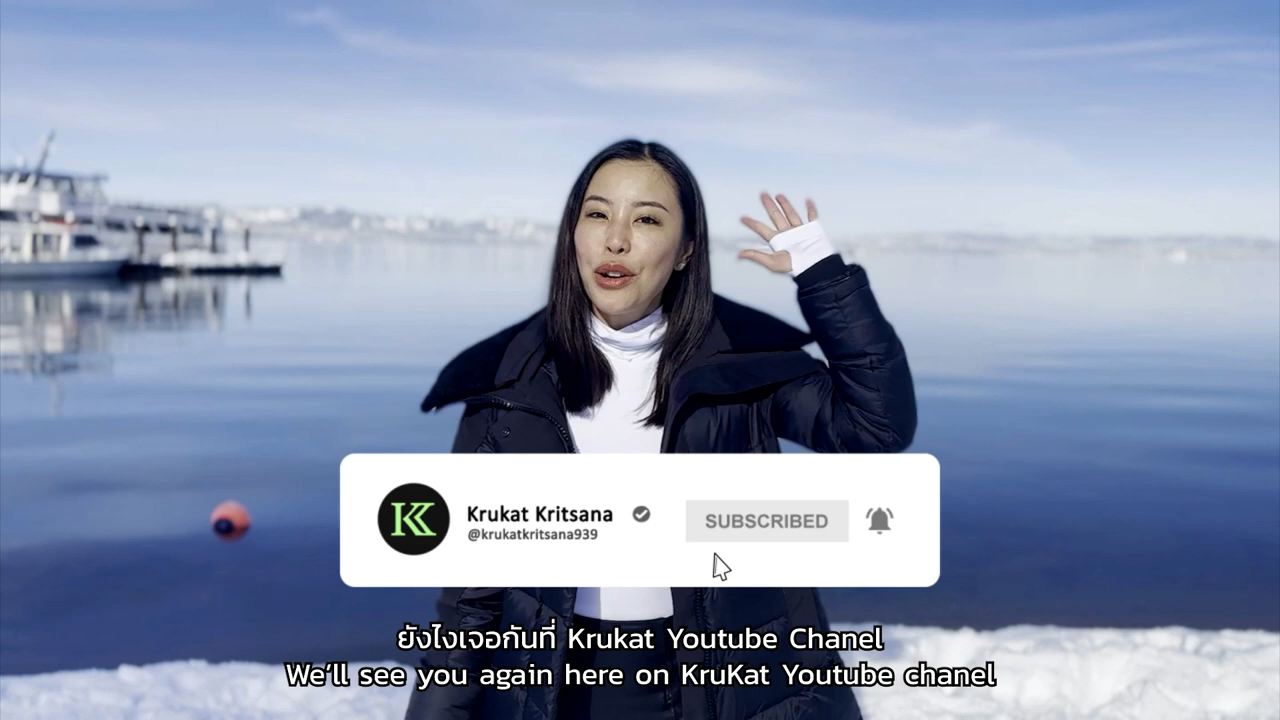 KK
Krukat Kritsana
@krukatkritsana939
SUBSCRIBED
ยังไงเจอกันที่ Krukat Youtube Chanel
We'll see you again here on KruKat Youtube chanel